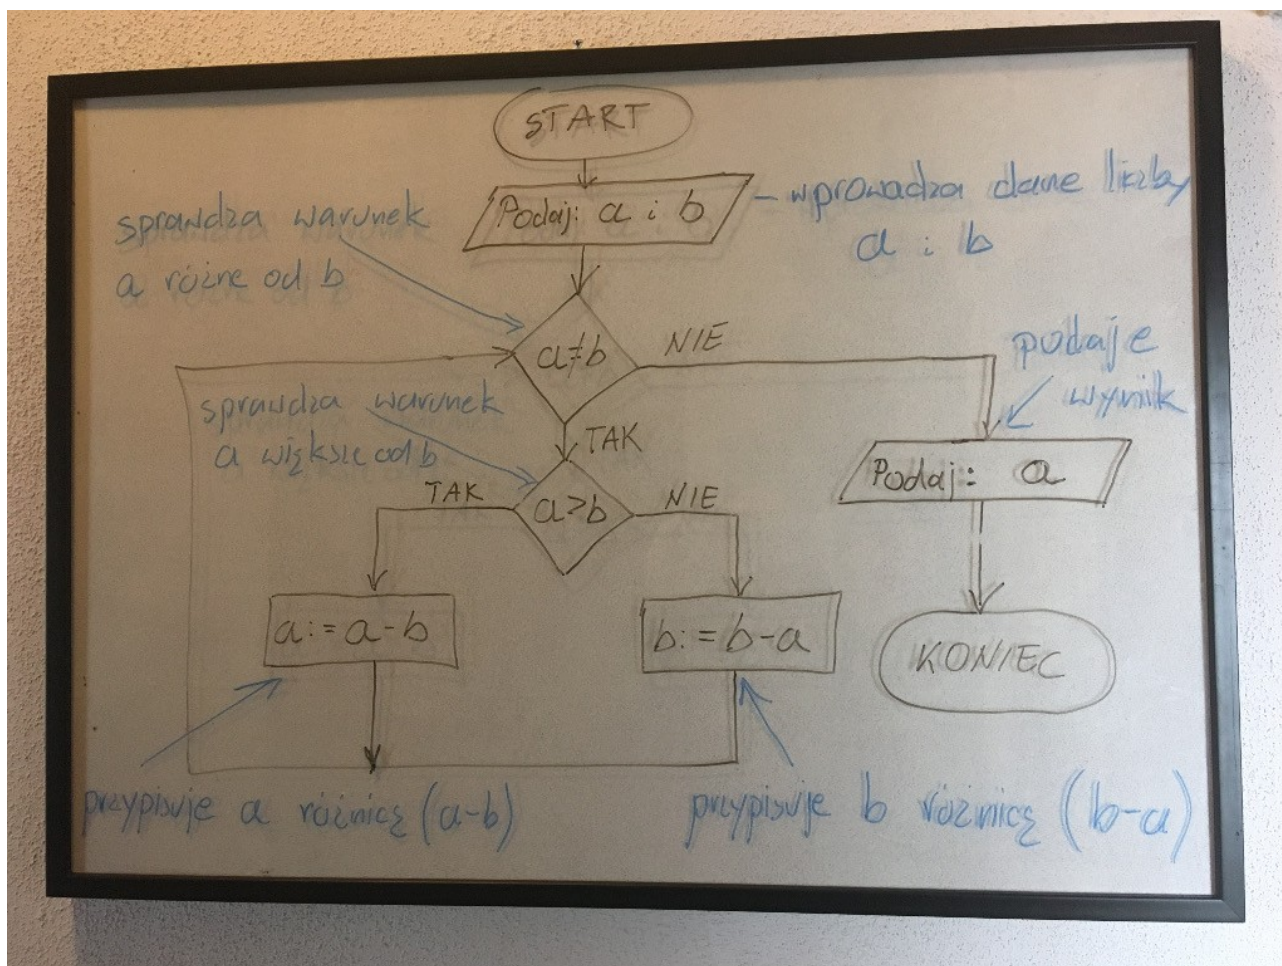 START
Podaj: a i b
– wprowadza dane liczby
a i b
sprawdza warunek
a różne od b
a≠b
NIE
podaje
wynik
sprawdza warunek
a większe od b
TAK
Podaj: a
TAK
a>b
NIE
a:=a-b
b:=b-a
KONIEC
przypisuje a różnicę (a-b)
przypisuje b różnicę (b-a)